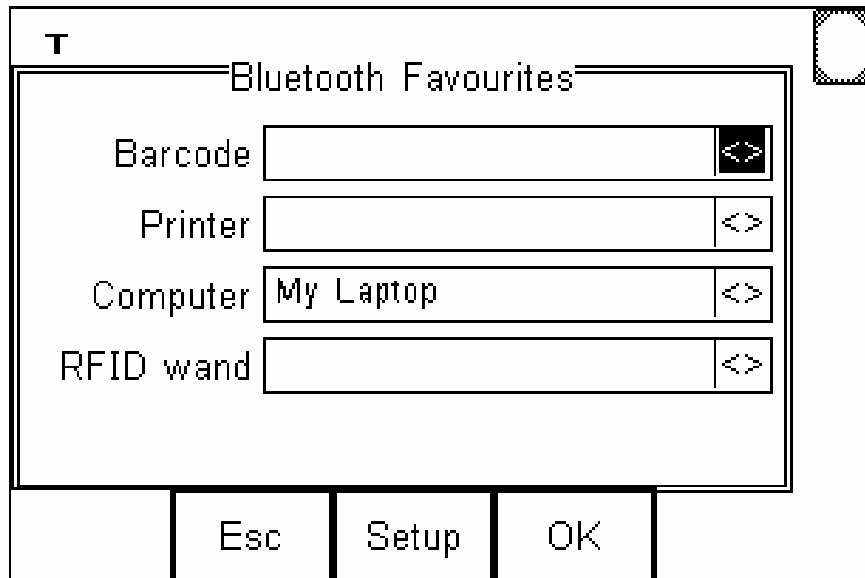 T
Bluetooth Favourites
Barcode <>
Printer <>
Computer My Laptop <>
RFID wand <>
Esc Setup OK